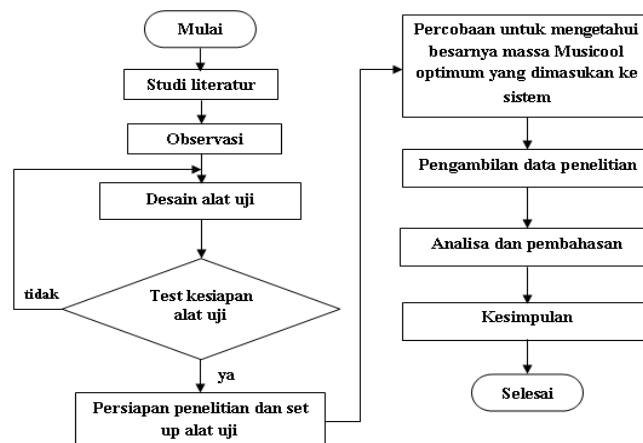 Mulai
Studi literatur
Observasi
Desain alat uji
Test kesiapan
alat uji
tidak
ya
Persiapan penelitian dan set
up alat uji
Percobaan untuk mengetahui
besarnya massa Musicool
optimum yang dimasukan ke
sistem
Pengambilan data penelitian
Analisa dan pembahasan
Kesimpulan
Selesai